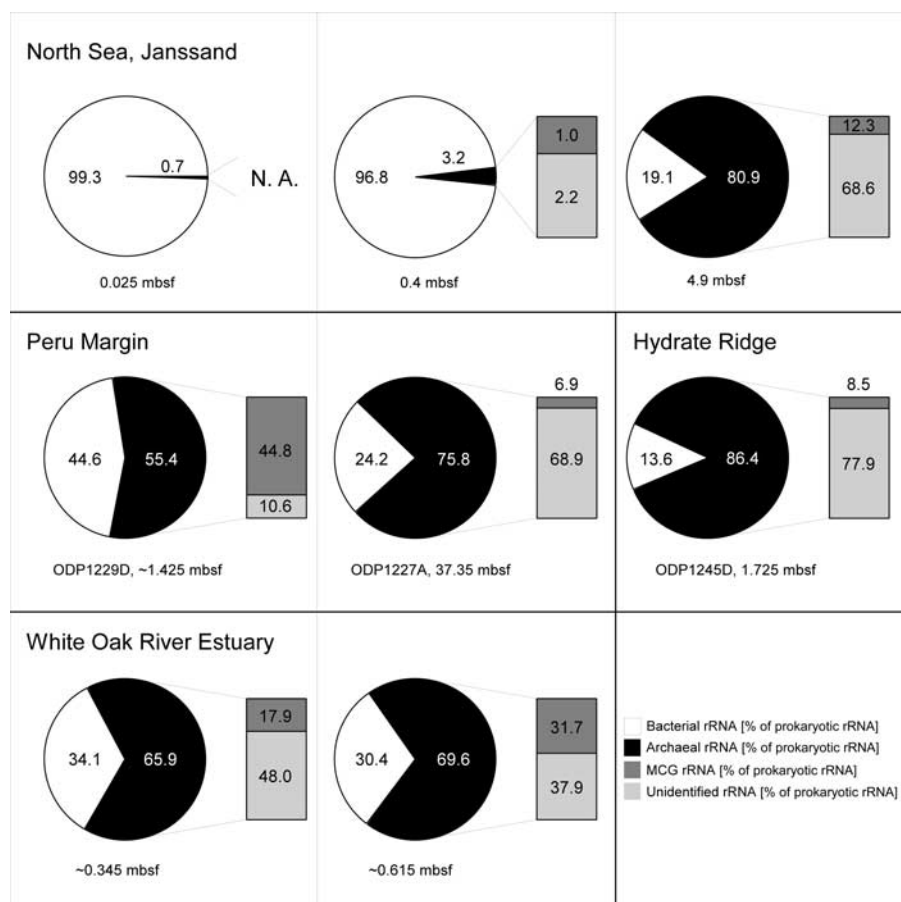 North Sea, Janssand
99.3
0.7
N. A.
0.025 mbsf
96.8
3.2
1.0
2.2
0.4 mbsf
19.1
80.9
12.3
68.6
4.9 mbsf
Peru Margin
44.6
55.4
44.8
10.6
ODP1229D, ~1.425 mbsf
24.2
75.8
6.9
68.9
ODP1227A, 37.35 mbsf
Hydrate Ridge
13.6
86.4
8.5
77.9
ODP1245D, 1.725 mbsf
White Oak River Estuary
34.1
65.9
17.9
48.0
~0.345 mbsf
30.4
69.6
31.7
37.9
~0.615 mbsf
Bacterial rRNA [% of prokaryotic rRNA]
Archaeal rRNA [% of prokaryotic rRNA]
MCG rRNA [% of prokaryotic rRNA]
Unidentified rRNA [% of prokaryotic rRNA]